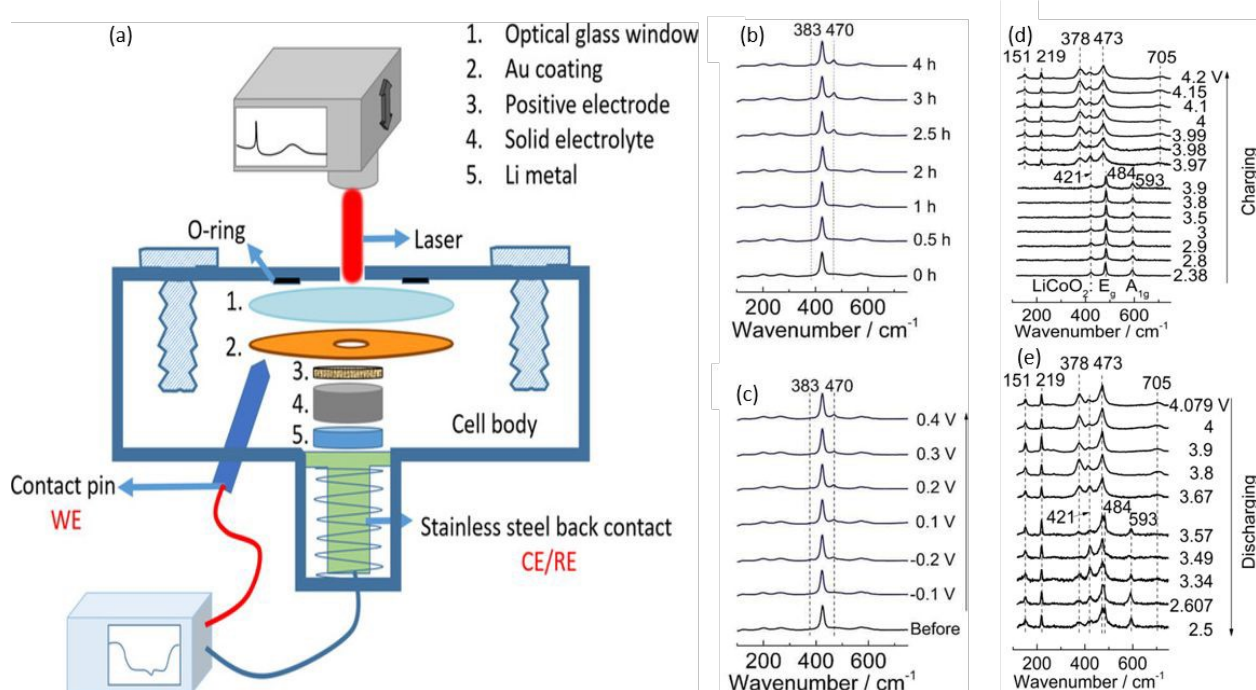 (a)
1. Optical glass window
2. Au coating
3. Positive electrode
4. Solid electrolyte
5. Li metal
O-ring
Laser
1.
2.
3.
4.
5.
Cell body
Contact pin
WE
Stainless steel back contact
CE/RE
(b)
383 470
4 h
3 h
2.5 h
2 h
1 h
0.5 h
0 h
200 400 600
Wavenumber / cm-1
(c)
383 470
0.4 V
0.3 V
0.2 V
0.1 V
-0.2 V
-0.1 V
Before
200 400 600
Wavenumber / cm-1
(d)
378 473
151 219 705
4.2 V
4.15
4.1
4
3.99
3.98
3.97
421 484 593
3.9
3.8
3.5
3
2.9
2.8
2.38
LiCoO2: Eg A1g
200 400 600
Wavenumber / cm-1
Charging
(e)
378 473
151 219 705
4.079 V
4
3.9
3.8
3.67
421 484 593
3.57
3.49
3.34
2.607
2.5
200 400 600
Wavenumber / cm-1
Discharging